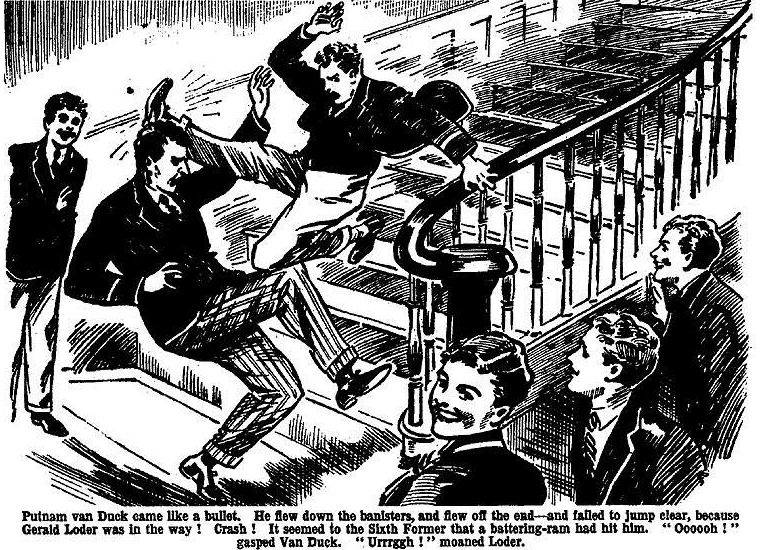 Putnam van Duck came like a bullet. He flew down the banisters, and flew off the end—and failed to jump clear, because
Gerald Loder was in the way ! Crash ! It seemed to the Sixth Former that a battering-ram had hit him. " Oooooh ! "
gasped Van Duck. " Urrrggh ! " moaned Loder.